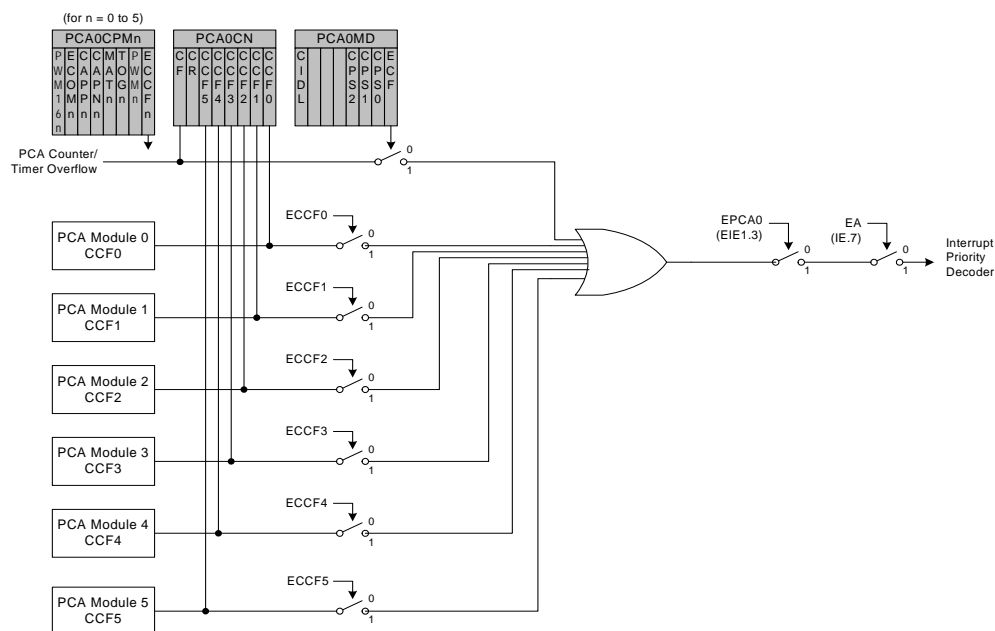 (for n = 0 to 5)
PCA0CPMn
PWM16n
ECOMn
CAPPn
CAPNn
MATn
TOGn
PWMn
ECCFn
PCA0CN
CF
CR
CCF5
CCF4
CCF3
CCF2
CCF1
CCF0
PCA0MD
CIDL
CPS2
CPS1
CPS0
ECF
PCA Counter/
Timer Overflow
0
1
PCA Module 0
CCF0
ECCF0
0
1
EPCA0
(EIE1.3)
0
1
EA
(IE.7)
0
1
Interrupt
Priority
Decoder
PCA Module 1
CCF1
ECCF1
0
1
PCA Module 2
CCF2
ECCF2
0
1
PCA Module 3
CCF3
ECCF3
0
1
PCA Module 4
CCF4
ECCF4
0
1
PCA Module 5
CCF5
ECCF5
0
1